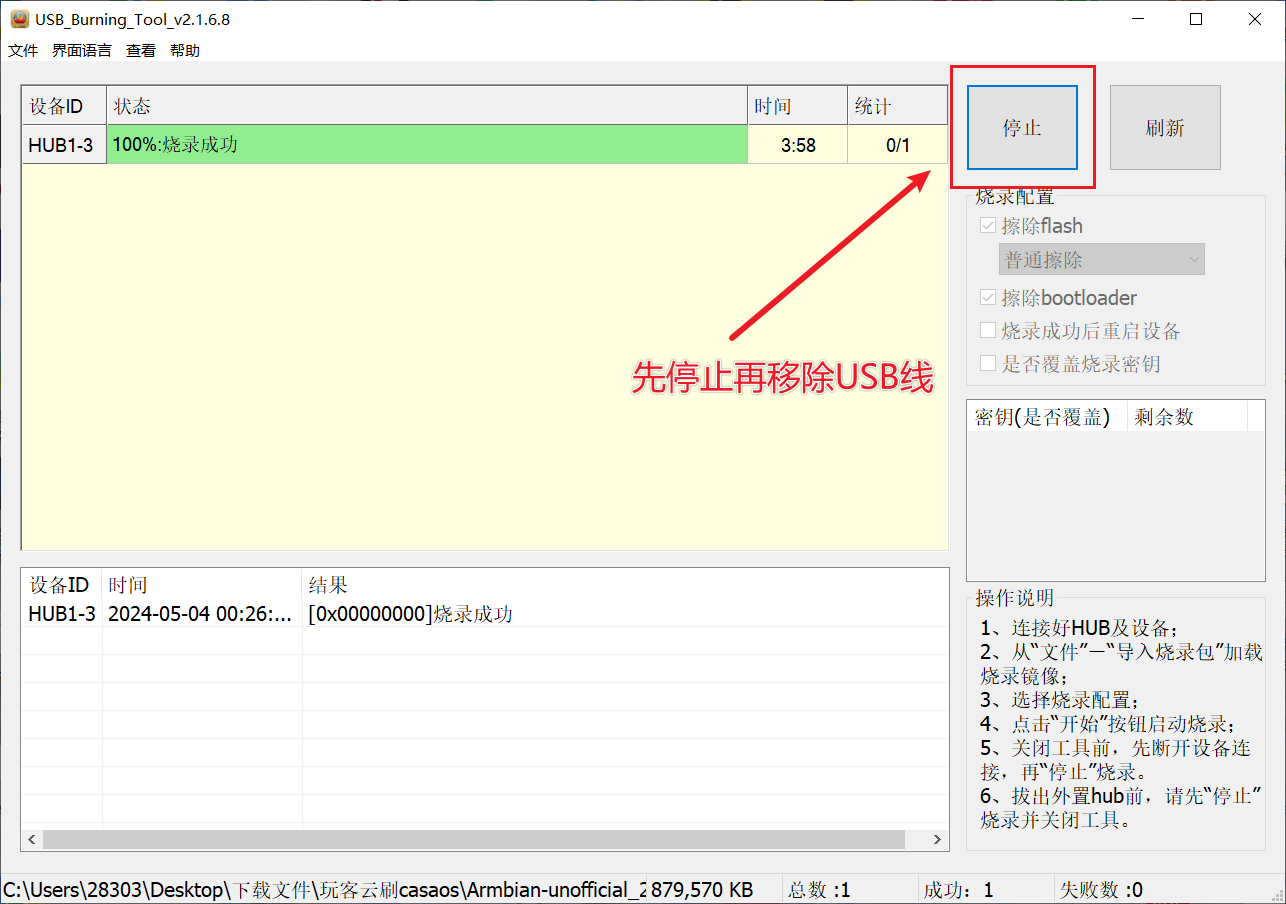 USB_Burning_Tool_v2.1.6.8
文件 界面语言 查看 帮助
设备ID 状态 时间 统计
HUB1-3 100%:烧录成功 3:58 0/1
停止 刷新
先停止再移除USB线
烧录配置
擦除flash
普通擦除
擦除bootloader
烧录成功后重启设备
是否覆盖烧录密钥
密钥(是否覆盖) 剩余数
设备ID 时间 结果
HUB1-3 2024-05-04 00:26:... [0x00000000]烧录成功
操作说明
1、连接好HUB及设备；
2、从“文件”—“导入烧录包”加载
烧录镜像；
3、选择烧录配置；
4、点击“开始”按钮启动烧录；
5、关闭工具前，先断开设备连
接，再“停止”烧录。
6、拔出外置hub前，请先“停止”
烧录并关闭工具。
C:\Users\28303\Desktop\下载文件\玩客云刷casaos\Armbian-unofficial_2 879,570 KB 总数 :1 成功：1 失败数 :0